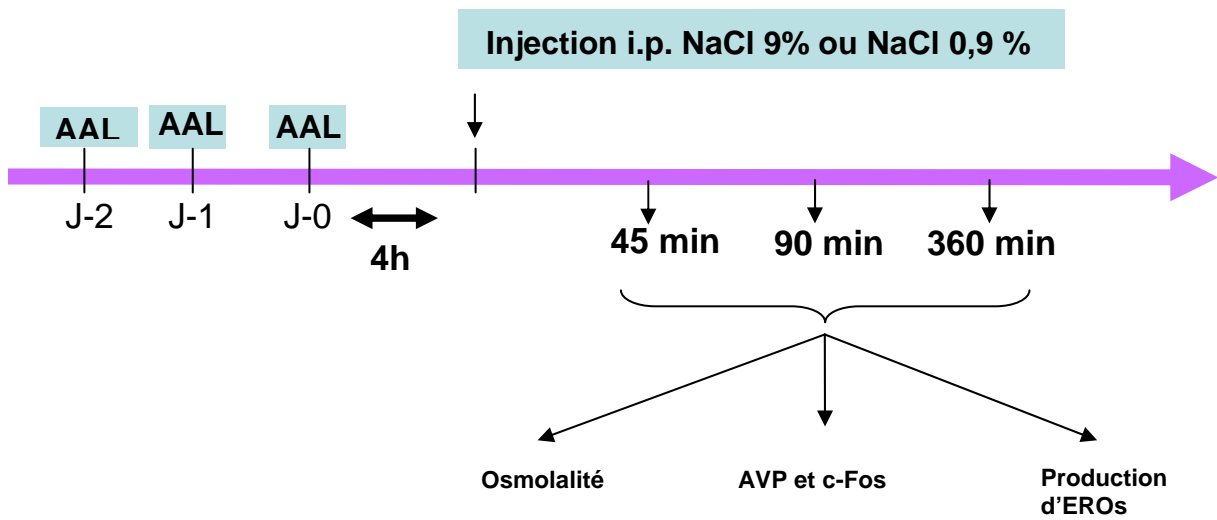 Injection i.p. NaCl 9% ou NaCl 0,9 %
AAL
AAL
AAL
J-2
J-1
J-0
4h
45 min
90 min
360 min
Osmolalité
AVP et c-Fos
Production
d'EROs